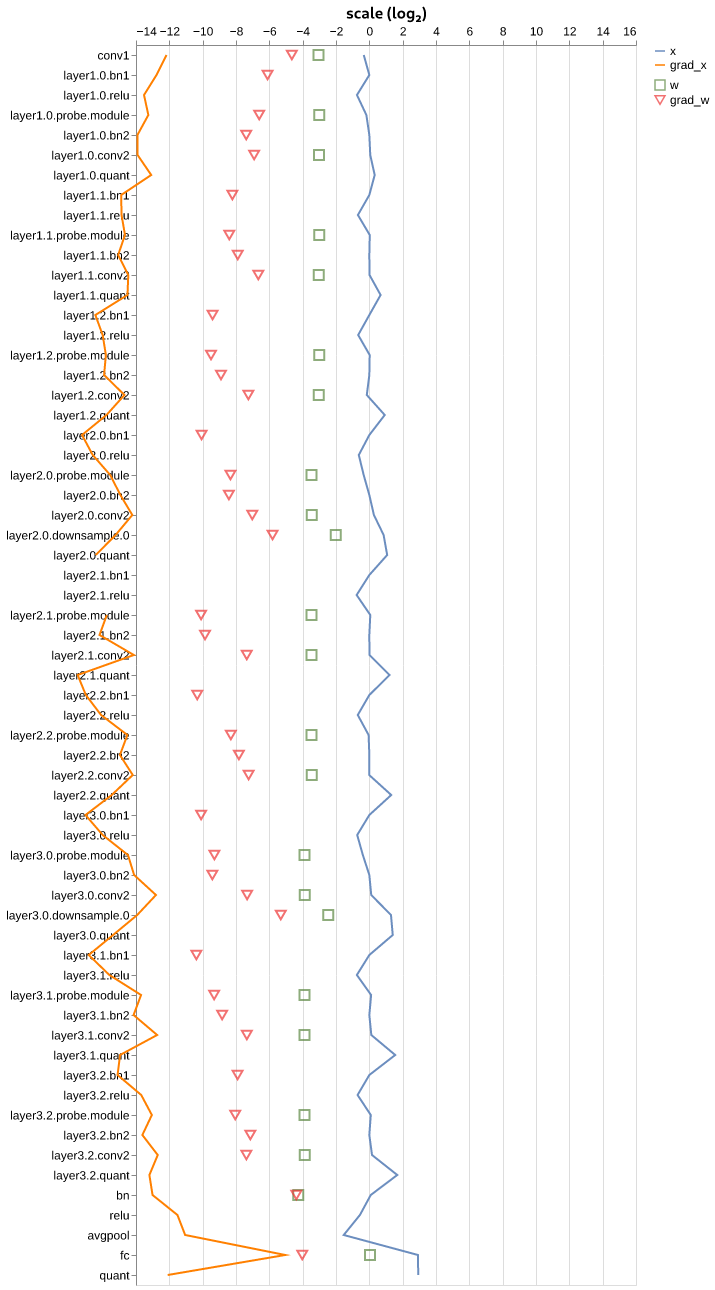 scale (log₂)
−14 −12 −10 −8 −6 −4 −2 0 2 4 6 8 10 12 14 16
conv1
layer1.0.bn1
layer1.0.relu
layer1.0.probe.module
layer1.0.bn2
layer1.0.conv2
layer1.0.quant
layer1.1.bn1
layer1.1.relu
layer1.1.probe.module
layer1.1.bn2
layer1.1.conv2
layer1.1.quant
layer1.2.bn1
layer1.2.relu
layer1.2.probe.module
layer1.2.bn2
layer1.2.conv2
layer1.2.quant
layer2.0.bn1
layer2.0.relu
layer2.0.probe.module
layer2.0.bn2
layer2.0.conv2
layer2.0.downsample.0
layer2.0.quant
layer2.1.bn1
layer2.1.relu
layer2.1.probe.module
layer2.1.bn2
layer2.1.conv2
layer2.1.quant
layer2.2.bn1
layer2.2.relu
layer2.2.probe.module
layer2.2.bn2
layer2.2.conv2
layer2.2.quant
layer3.0.bn1
layer3.0.relu
layer3.0.probe.module
layer3.0.bn2
layer3.0.conv2
layer3.0.downsample.0
layer3.0.quant
layer3.1.bn1
layer3.1.relu
layer3.1.probe.module
layer3.1.bn2
layer3.1.conv2
layer3.1.quant
layer3.2.bn1
layer3.2.relu
layer3.2.probe.module
layer3.2.bn2
layer3.2.conv2
layer3.2.quant
bn
relu
avgpool
fc
quant
x
grad_x
w
grad_w